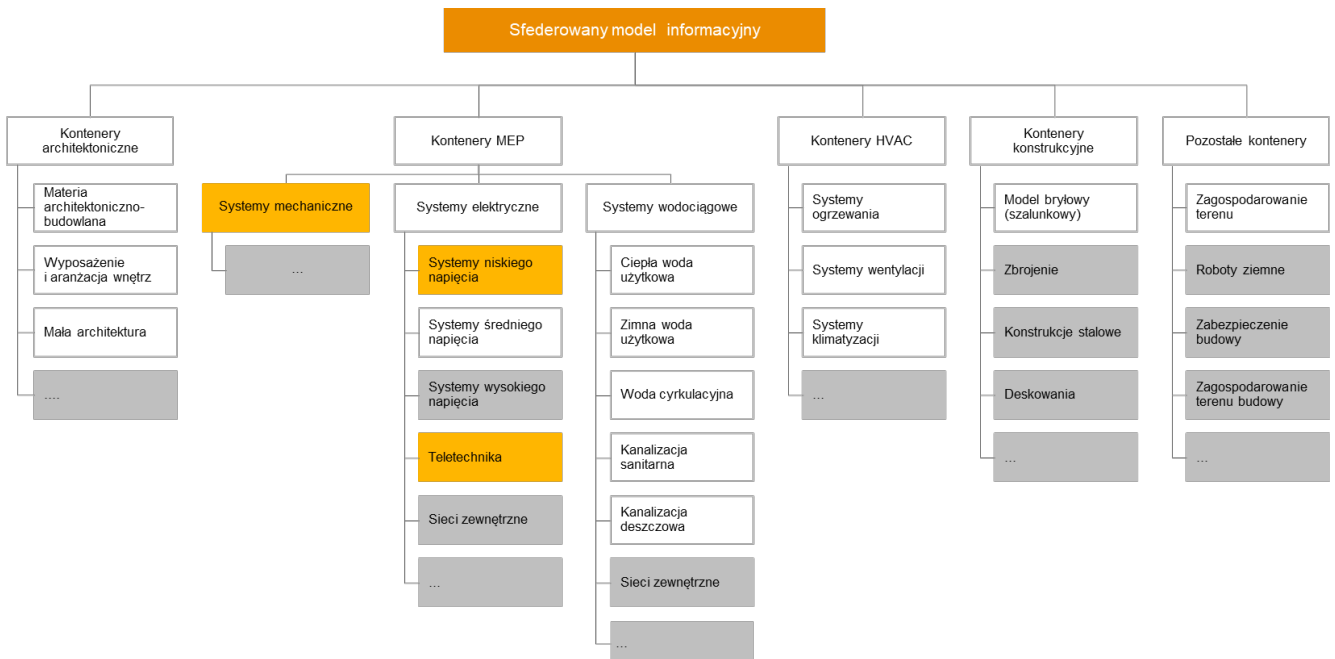 Sfederowany model informacyjny
Kontenery
architektoniczne
Materia
architektoniczno-
budowlana
Wyposażenie
i aranżacja wnętrz
Mała architektura
....
Kontenery MEP
Systemy mechaniczne
...
Systemy elektryczne
Systemy niskiego
napięcia
Systemy średniego
napięcia
Systemy wysokiego
napięcia
Teletechnika
Sieci zewnętrzne
...
Systemy wodociągowe
Ciepła woda
użytkowa
Zimna woda
użytkowa
Woda cyrkulacyjna
Kanalizacja
sanitarna
Kanalizacja
deszczowa
Sieci zewnętrzne
...
Kontenery HVAC
Systemy
ogrzewania
Systemy wentylacji
Systemy
klimatyzacji
...
Kontenery
konstrukcyjne
Model bryłowy
(szalunkowy)
Zbrojenie
Konstrukcje stalowe
Deskowania
...
Pozostałe kontenery
Zagospodarowanie
terenu
Roboty ziemne
Zabezpieczenie
budowy
Zagospodarowanie
terenu budowy
...